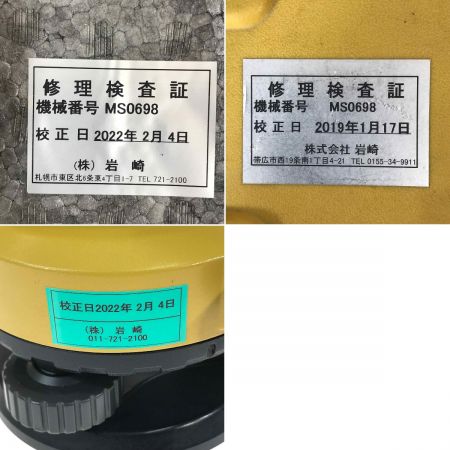 修理検査証
機械番号 MS0698
校正日2022年 2月 4日
(株) 岩崎
札幌市東区北6条東4丁目1-7 TEL 721-2100
修理検査証
機械番号 MS0698
校正日 2019年1月17日
株式会社 岩崎
帯広市西19条南1丁目4-21 TEL 0155-34-9911
校正日2022年 2月 4日
(株) 岩崎
011-721-2100